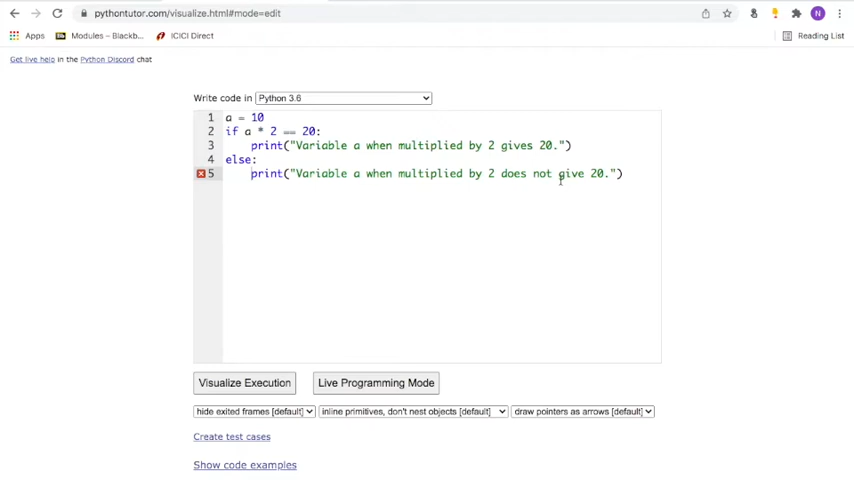 pythontutor.com/visualize.html#mode=edit
N
Apps
Bb
Modules – Blackb...
ICICI Direct
Reading List
Get live help in the Python Discord chat
Write code in Python 3.6
1 a = 10
2 if a * 2 == 20:
3 print("Variable a when multiplied by 2 gives 20.")
4 else:
5 print("Variable a when multiplied by 2 does not give 20.")
Visualize Execution
Live Programming Mode
hide exited frames [default]
inline primitives, don't nest objects [default]
draw pointers as arrows [default]
Create test cases
Show code examples